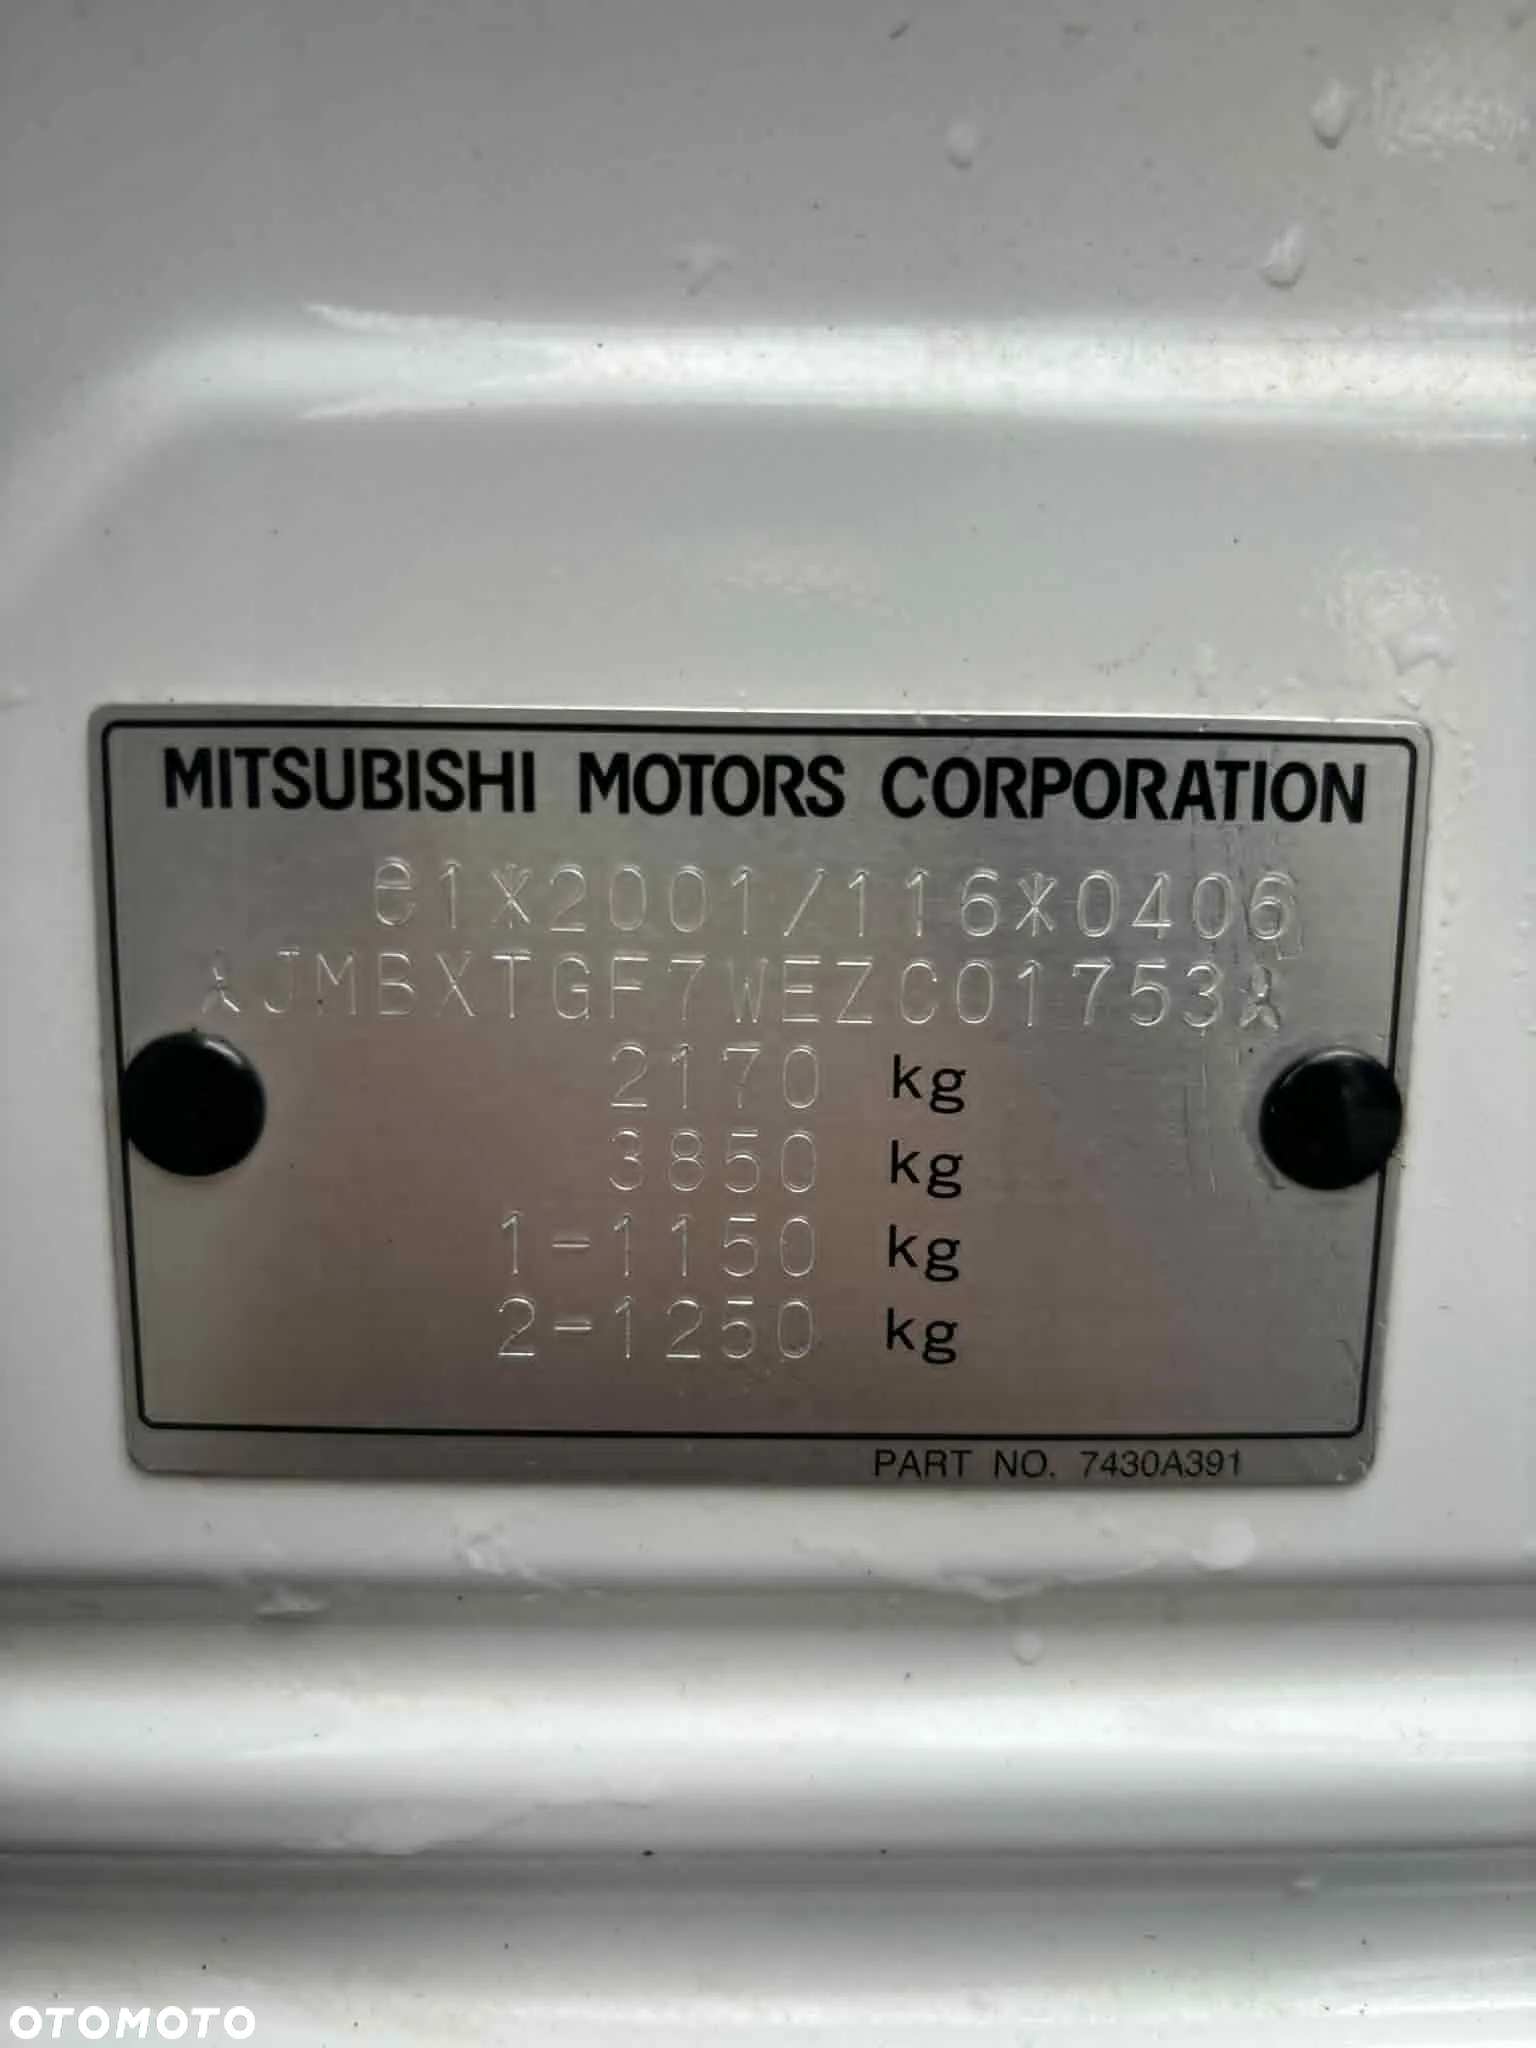 MITSUBISHI MOTORS CORPORATION
e1*2001/116*0406
*JMBXTGF7WEZC01753*
2170 kg
3850 kg
1-1150 kg
2-1250 kg
PART NO. 7430A391
OTOMOTO